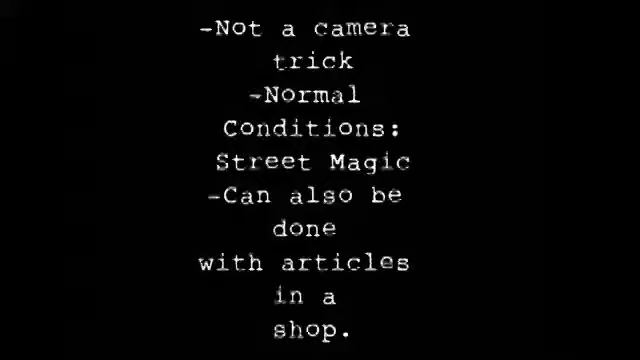 -Not a camera
trick
-Normal
Conditions:
Street Magic
-Can also be
done
with articles
in a
shop.